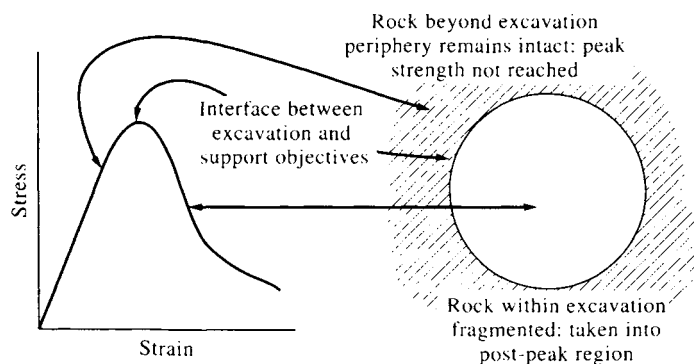 Rock beyond excavation
periphery remains intact: peak
strength not reached
Interface between
excavation and
support objectives
Stress
Strain
Rock within excavation
fragmented: taken into
post-peak region